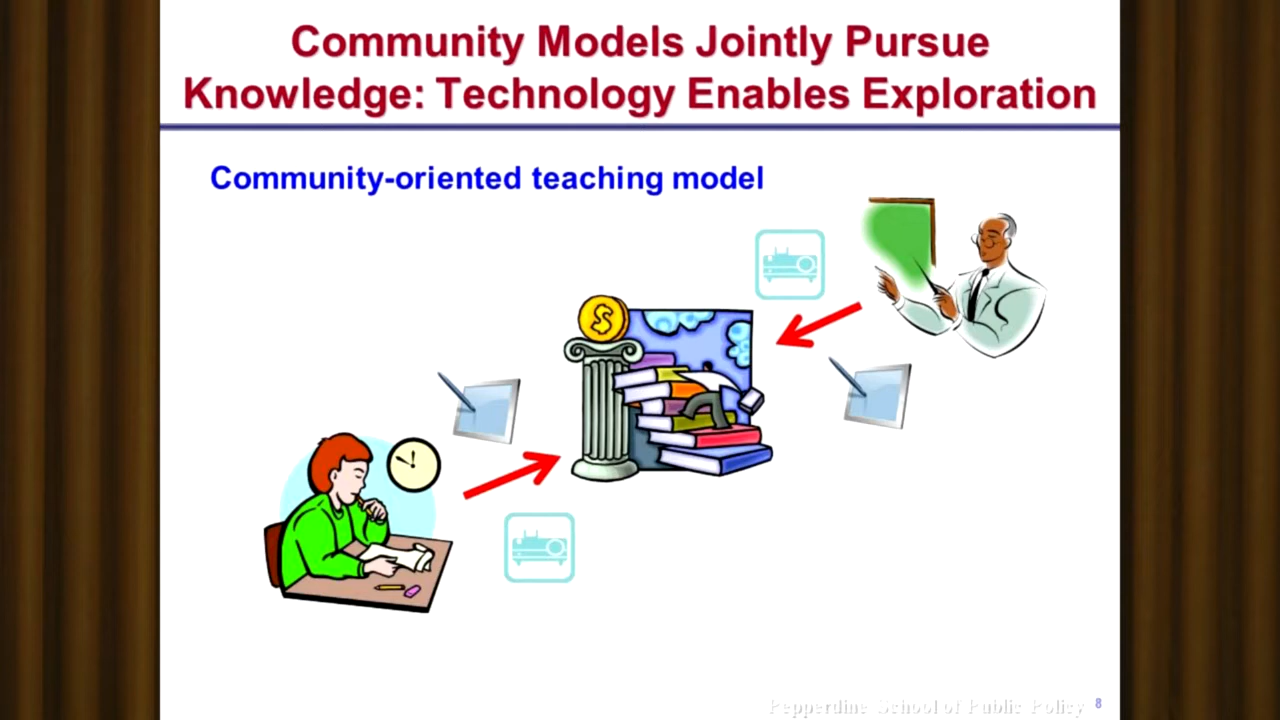 Community Models Jointly Pursue
Knowledge: Technology Enables Exploration
Community-oriented teaching model
$
Pepperdine School of Public Policy 8